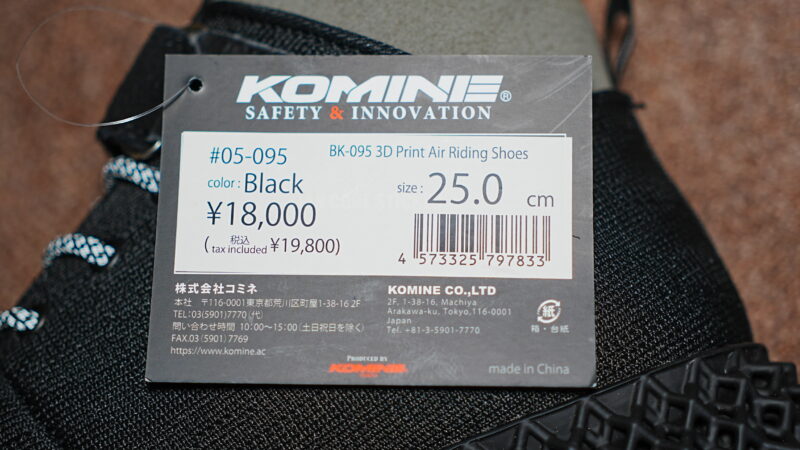 KOMINE®
SAFETY & INNOVATION
#05-095 BK-095 3D Print Air Riding Shoes
color : Black size : 25.0 cm
¥18,000
(税込 tax included ¥19,800)
4 573325 797833
株式会社コミネ
本社 〒116-0001東京都荒川区町屋1-38-16 2F
TEL:03(5901)7770 (代)
問い合わせ時間 10:00〜15:00(土日祝日を除く)
FAX.03(5901) 7769
https://www.komine.ac
KOMINE CO.,LTD
2F, 1-38-16, Machiya
Arakawa-ku, Tokyo,116-0001
Japan
Tel. +81-3-5901-7770
紙
箱・台紙
PRODUCED BY
KOMINE
made in China